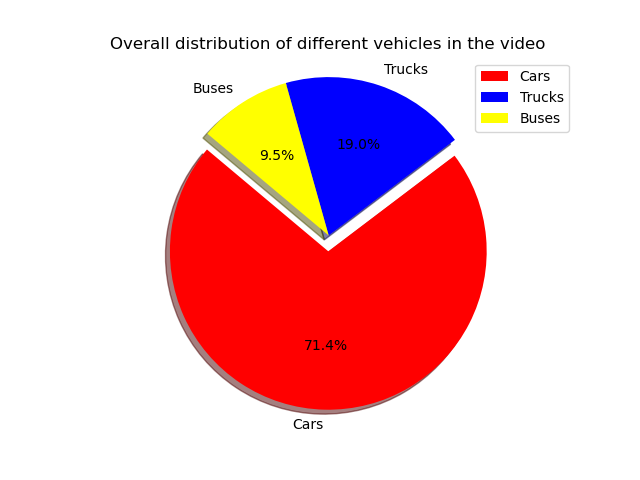 Overall distribution of different vehicles in the video
Trucks
Buses
Cars
Trucks
Buses
19.0%
9.5%
71.4%
Cars